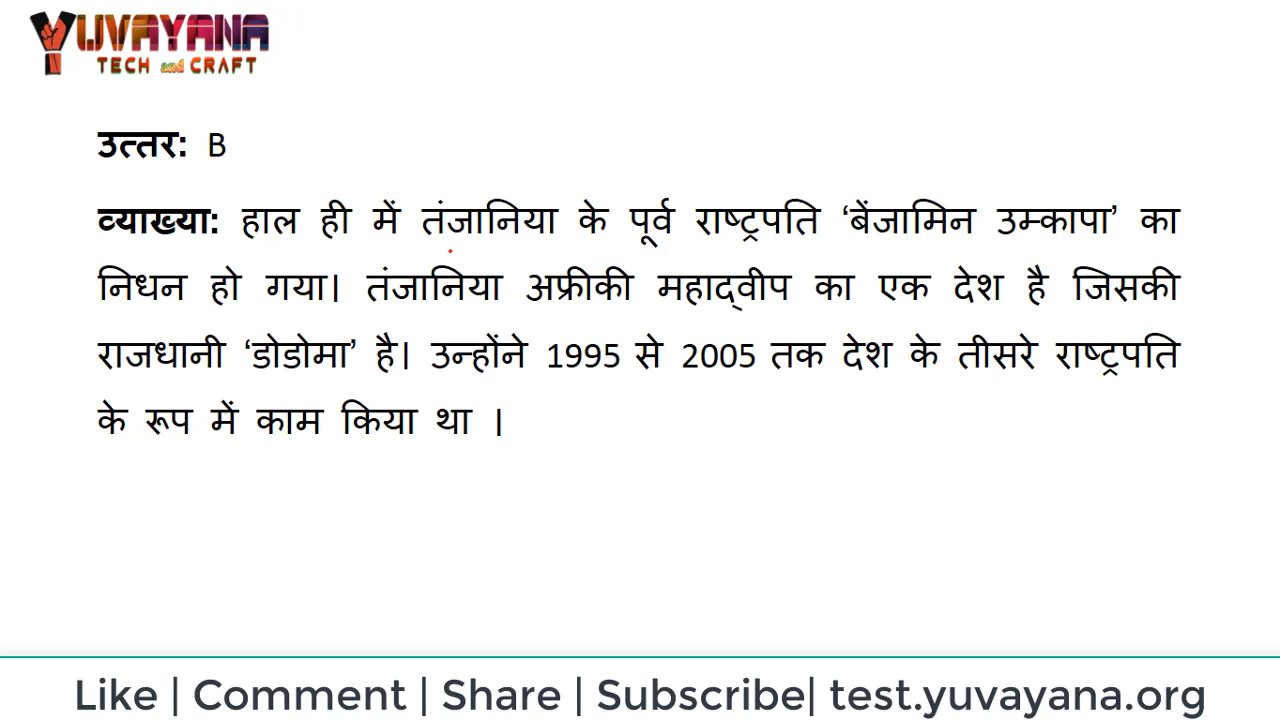 YUVAYANA
TECH and CRAFT
उत्तर: B
व्याख्या: हाल ही में तंजानिया के पूर्व राष्ट्रपति ‘बेंजामिन उम्कापा’ का
निधन हो गया। तंजानिया अफ्रीकी महाद्वीप का एक देश है जिसकी
राजधानी ‘डोडोमा’ है। उन्होंने 1995 से 2005 तक देश के तीसरे राष्ट्रपति
के रूप में काम किया था ।
Like | Comment | Share | Subscribe| test.yuvayana.org